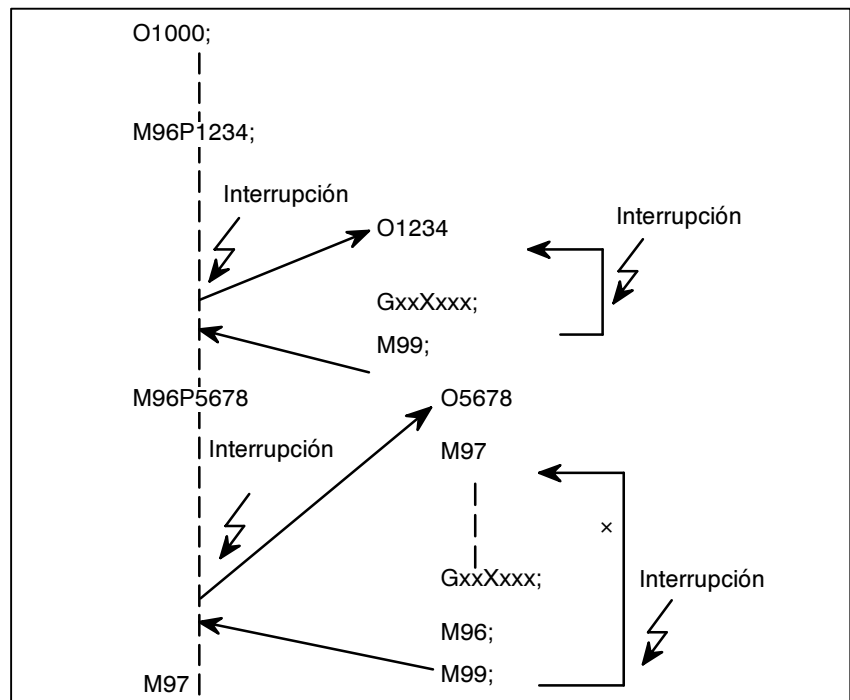 O1000;
M96P1234;
Interrupción
Interrupción
O1234
GxxXxxx;
M99;
M96P5678
O5678
Interrupción
M97
×
GxxXxxx;
Interrupción
M96;
M99;
M97